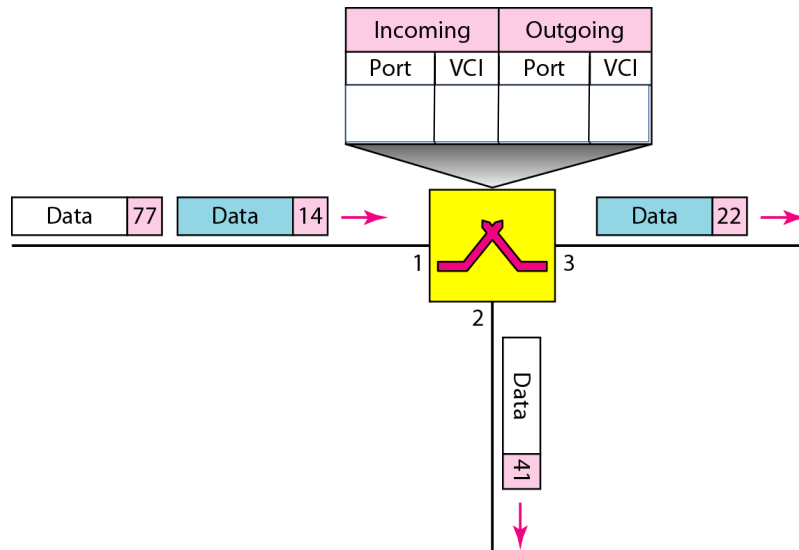 Incoming Outgoing
Port VCI Port VCI
Data 77 Data 14 Data 22
1 3
2
Data 41